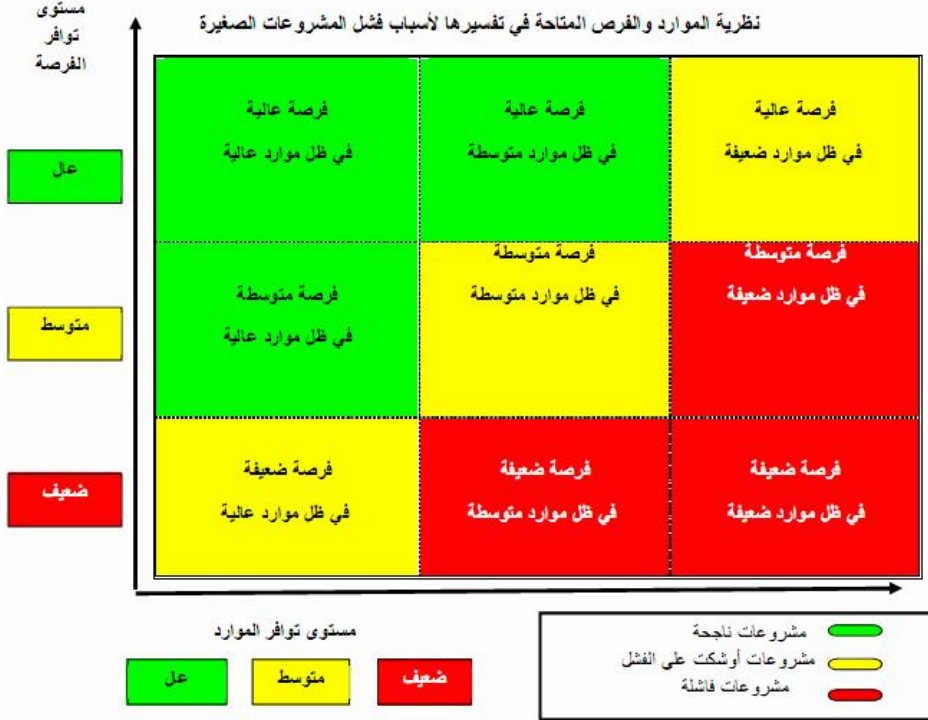 نظرية الموارد والفرص المتاحة في تفسيرها لأسباب فشل المشروعات الصغيرة
مستوى
توافر
الفرصة
عال
متوسط
ضعيف
فرصة عالية
في ظل موارد ضعيفة
فرصة عالية
في ظل موارد متوسطة
فرصة عالية
في ظل موارد عالية
فرصة متوسطة
في ظل موارد ضعيفة
فرصة متوسطة
في ظل موارد متوسطة
فرصة متوسطة
في ظل موارد عالية
فرصة ضعيفة
في ظل موارد ضعيفة
فرصة ضعيفة
في ظل موارد متوسطة
فرصة ضعيفة
في ظل موارد عالية
مستوى توافر الموارد
ضعيف
متوسط
عال
مشروعات ناجحة
مشروعات أوشكت علي الفشل
مشروعات فاشلة